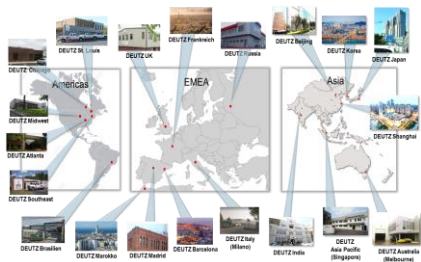 DEUTZ Chicago
DEUTZ St. Louis
DEUTZ UK
DEUTZ Frankreich
DEUTZ Russia
DEUTZ Beijing
DEUTZ Korea
DEUTZ Japan
Americas
EMEA
Asia
DEUTZ Midwest
DEUTZ Atlanta
DEUTZ Southeast
DEUTZ Shanghai
DEUTZ Brasilien
DEUTZ Marokko
DEUTZ Madrid
DEUTZ Barcelona
DEUTZ Italy
(Milano)
DEUTZ India
DEUTZ
Asia Pacific
(Singapore)
DEUTZ Australia
(Melbourne)